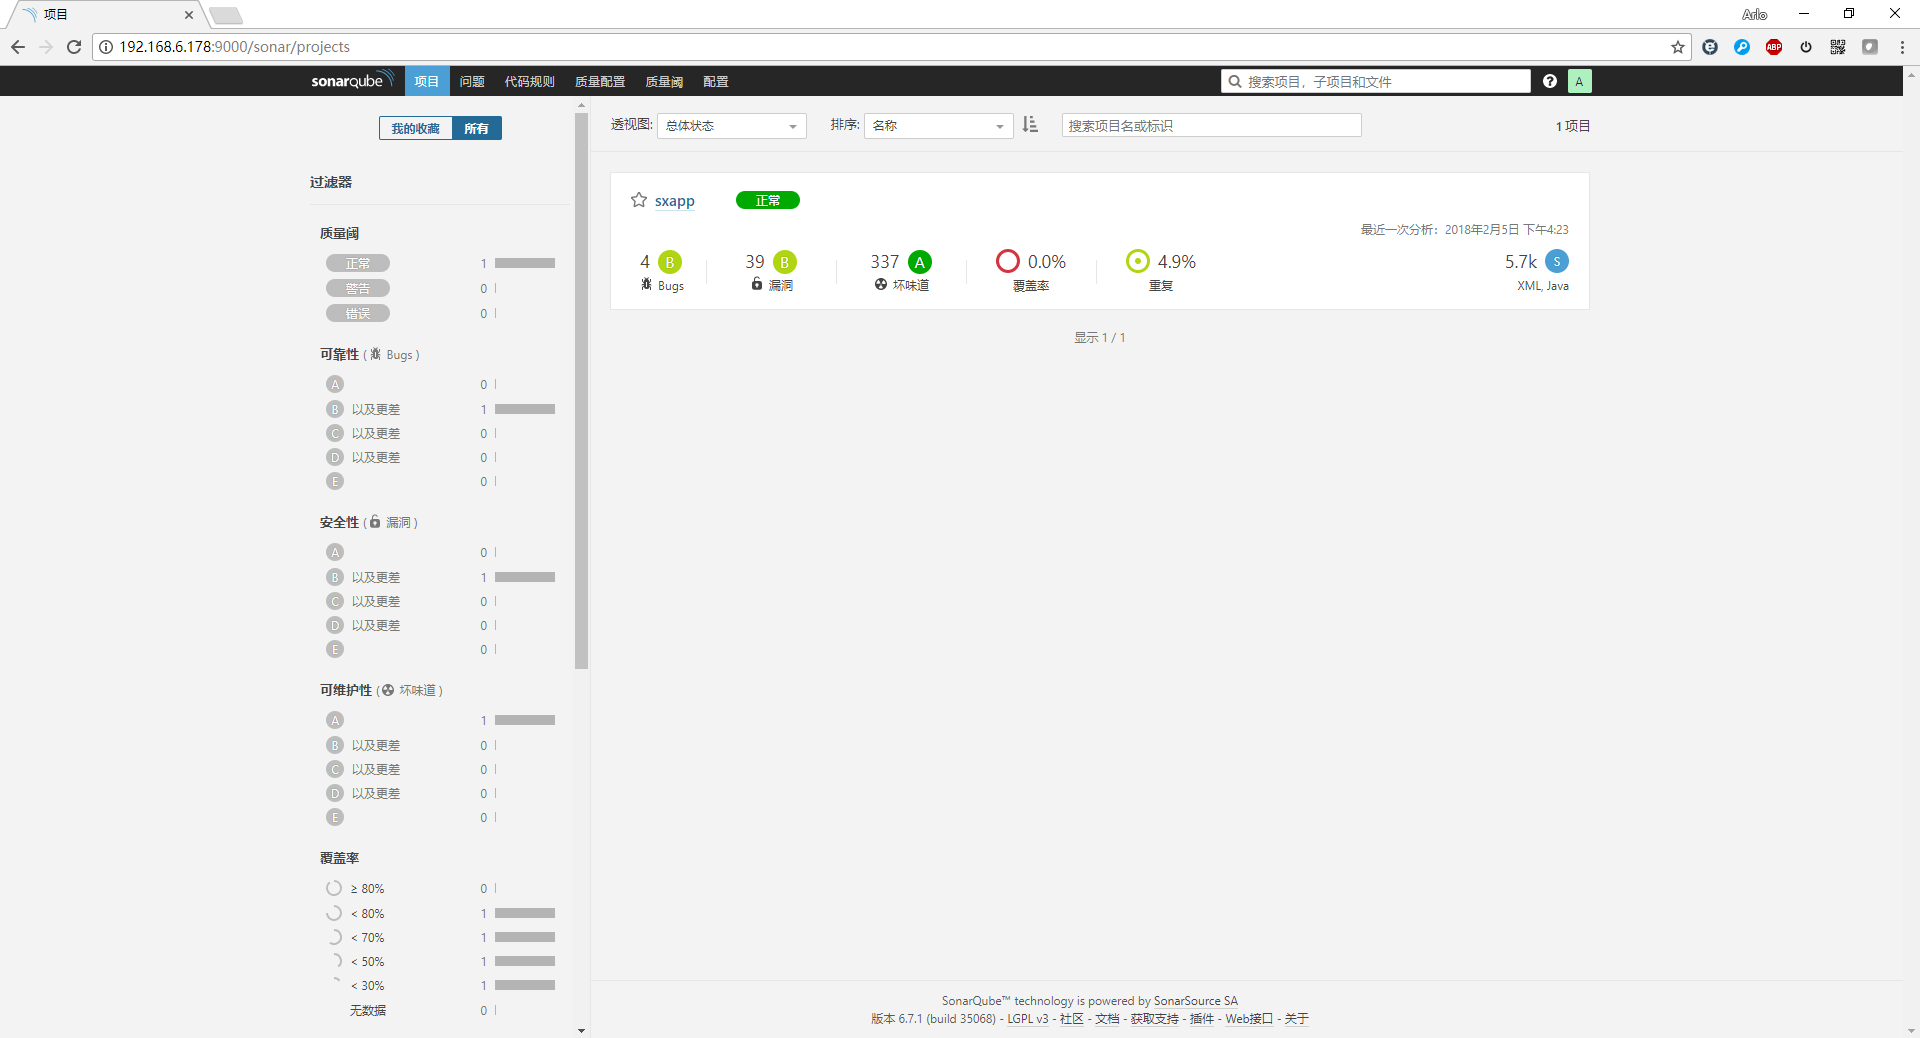 项目
Arlo
192.168.6.178:9000/sonar/projects
ABP
sonarqube 项目 问题 代码规则 质量配置 质量阈 配置 搜索项目，子项目和文件 ? A
我的收藏 所有
过滤器
质量阈
正常 1
警告 0
错误 0
可靠性 ( Bugs )
A 0
B 以及更差 1
C 以及更差 0
D 以及更差 0
E 0
安全性 ( 漏洞 )
A 0
B 以及更差 1
C 以及更差 0
D 以及更差 0
E 0
可维护性 ( 坏味道 )
A 1
B 以及更差 0
C 以及更差 0
D 以及更差 0
E 0
覆盖率
≥ 80% 0
< 80% 1
< 70% 1
< 50% 1
< 30% 1
无数据 0
透视图: 总体状态 排序: 名称 搜索项目名或标识 1 项目
sxapp 正常
最近一次分析：2018年2月5日 下午4:23
4 B 39 B 337 A 0.0% 4.9% 5.7k S
Bugs 漏洞 坏味道 覆盖率 重复 XML, Java
显示 1 / 1
SonarQube™ technology is powered by SonarSource SA
版本 6.7.1 (build 35068) - LGPL v3 - 社区 - 文档 - 获取支持 - 插件 - Web接口 - 关于